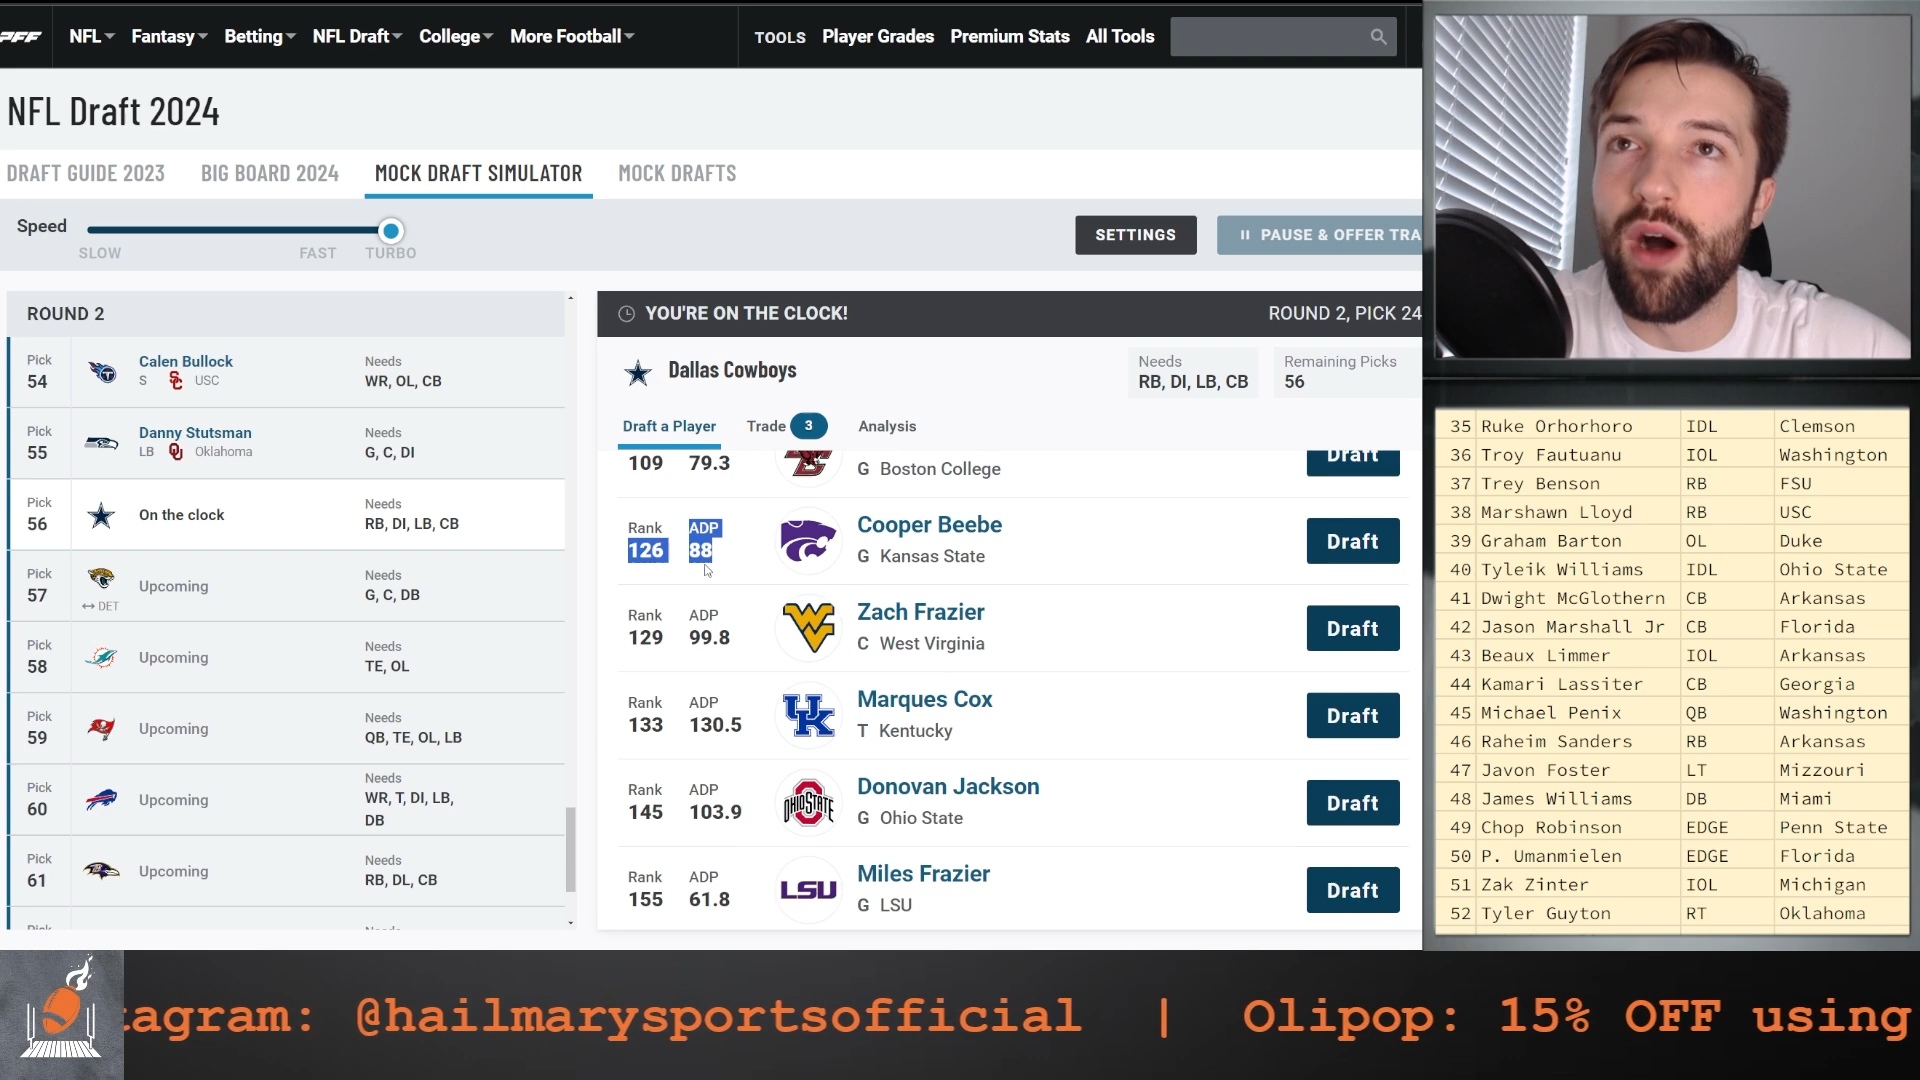 PFF
NFL Fantasy Betting NFL Draft College More Football
TOOLS Player Grades Premium Stats All Tools
NFL Draft 2024
DRAFT GUIDE 2023 BIG BOARD 2024 MOCK DRAFT SIMULATOR MOCK DRAFTS
Speed
SLOW FAST TURBO
SETTINGS
PAUSE & OFFER TRA
ROUND 2
Pick 54
Calen Bullock
S SC USC
Needs
WR, OL, CB
Pick 55
Danny Stutsman
LB OU Oklahoma
Needs
G, C, DI
Pick 56
On the clock
Needs
RB, DI, LB, CB
Pick 57
↔ DET
Upcoming
Needs
G, C, DB
Pick 58
Upcoming
Needs
TE, OL
Pick 59
Upcoming
Needs
QB, TE, OL, LB
Pick 60
Upcoming
Needs
WR, T, DI, LB,
DB
Pick 61
Upcoming
Needs
RB, DL, CB
YOU'RE ON THE CLOCK!
ROUND 2, PICK 24
Dallas Cowboys
Needs
RB, DI, LB, CB
Remaining Picks
56
Draft a Player Trade 3 Analysis
109 79.3
G Boston College
Draft
Rank ADP
126 88
Cooper Beebe
G Kansas State
Draft
Rank ADP
129 99.8
WV
Zach Frazier
C West Virginia
Draft
Rank ADP
133 130.5
UK
Marques Cox
T Kentucky
Draft
Rank ADP
145 103.9
OHIO STATE
Donovan Jackson
G Ohio State
Draft
Rank ADP
155 61.8
LSU
Miles Frazier
G LSU
Draft
35 Ruke Orhorhoro IDL Clemson
36 Troy Fautuanu IOL Washington
37 Trey Benson RB FSU
38 Marshawn Lloyd RB USC
39 Graham Barton OL Duke
40 Tyleik Williams IDL Ohio State
41 Dwight McGlothern CB Arkansas
42 Jason Marshall Jr CB Florida
43 Beaux Limmer IOL Arkansas
44 Kamari Lassiter CB Georgia
45 Michael Penix QB Washington
46 Raheim Sanders RB Arkansas
47 Javon Foster LT Mizzouri
48 James Williams DB Miami
49 Chop Robinson EDGE Penn State
50 P. Umanmielen EDGE Florida
51 Zak Zinter IOL Michigan
52 Tyler Guyton RT Oklahoma
tagram: @hailmarysportsofficial | Olipop: 15% OFF using